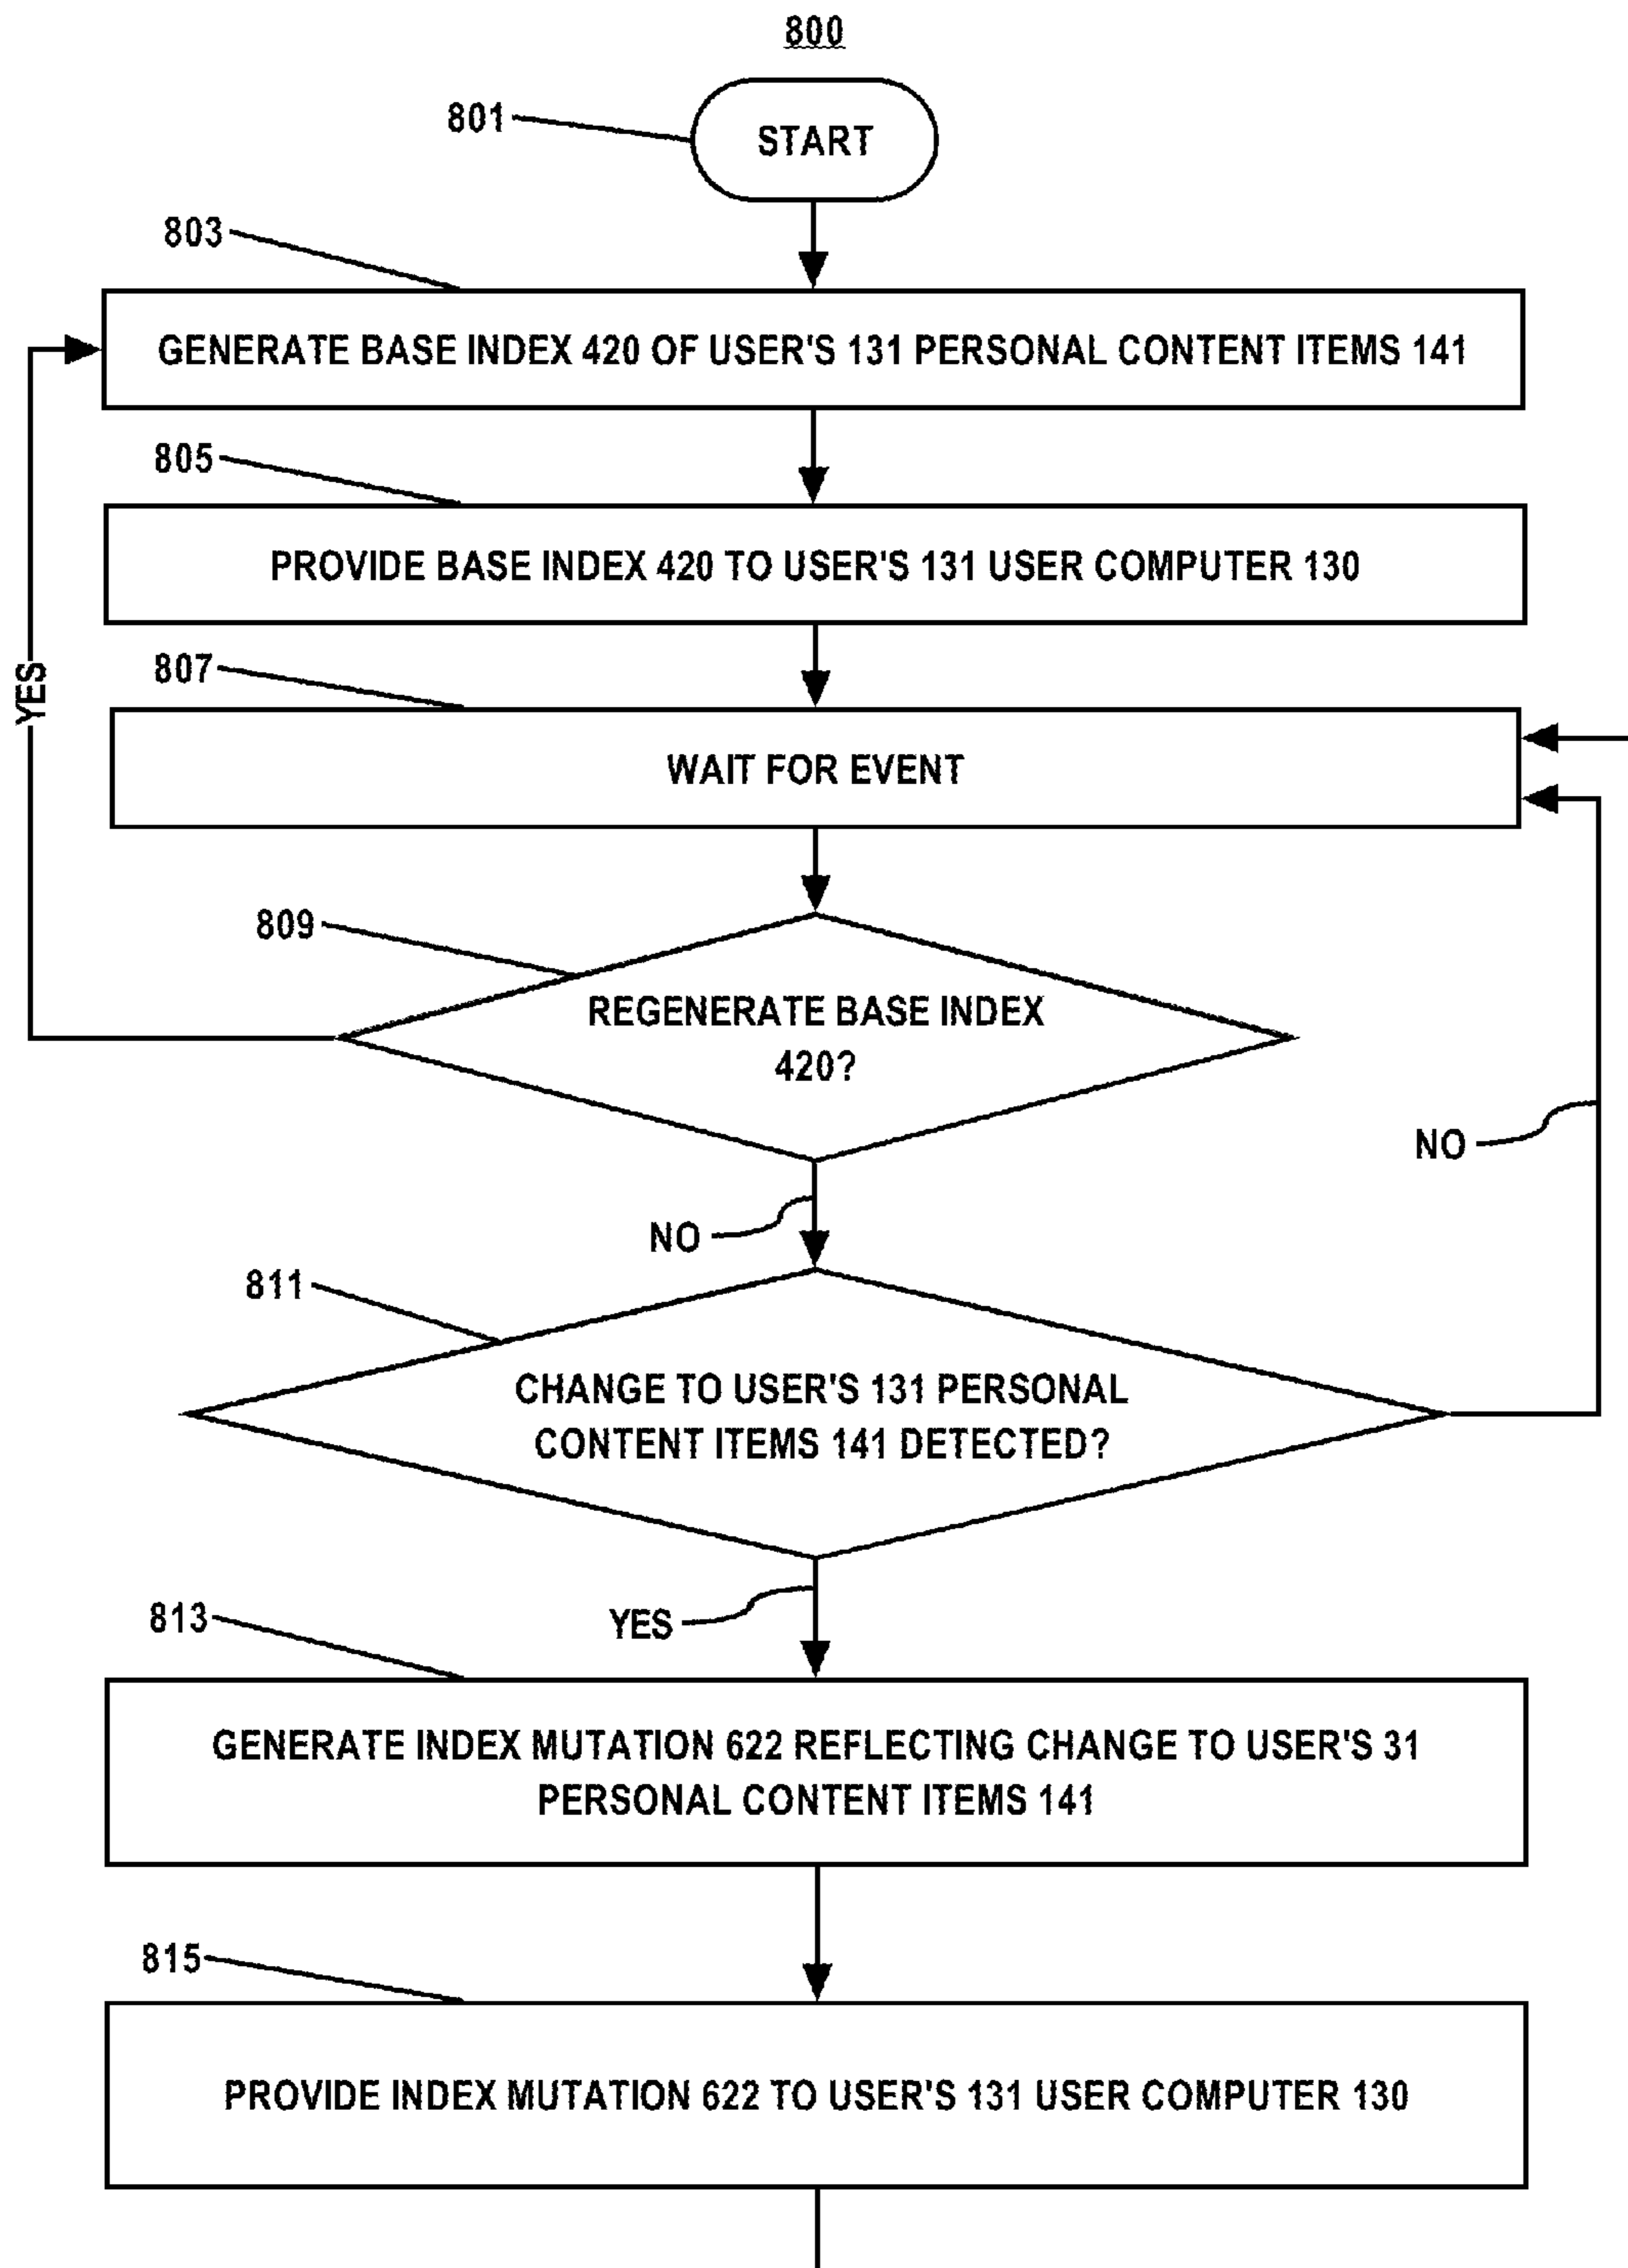 800
801
START
803
GENERATE BASE INDEX 420 OF USER'S 131 PERSONAL CONTENT ITEMS 141
805
PROVIDE BASE INDEX 420 TO USER'S 131 USER COMPUTER 130
YES
807
WAIT FOR EVENT
809
REGENERATE BASE INDEX
420?
NO
NO
811
CHANGE TO USER'S 131 PERSONAL
CONTENT ITEMS 141 DETECTED?
YES
813
GENERATE INDEX MUTATION 622 REFLECTING CHANGE TO USER'S 31
PERSONAL CONTENT ITEMS 141
815
PROVIDE INDEX MUTATION 622 TO USER'S 131 USER COMPUTER 130